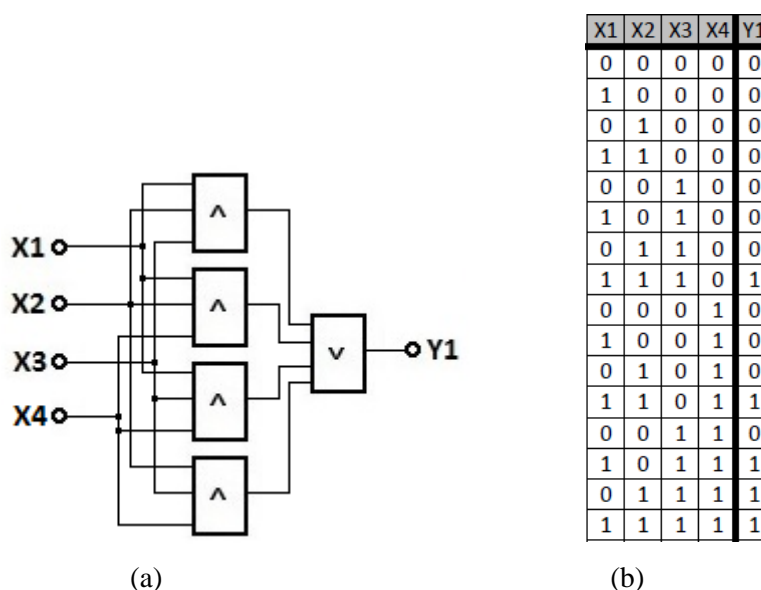 X1 X2 X3 X4 Y1
0 0 0 0 0
1 0 0 0 0
0 1 0 0 0
1 1 0 0 0
0 0 1 0 0
1 0 1 0 0
0 1 1 0 0
1 1 1 0 1
0 0 0 1 0
1 0 0 1 0
0 1 0 1 0
1 1 0 1 1
0 0 1 1 0
1 0 1 1 1
0 1 1 1 1
1 1 1 1 1
^
X1
^
X2
v
Y1
X3
^
X4
^
(a) (b)